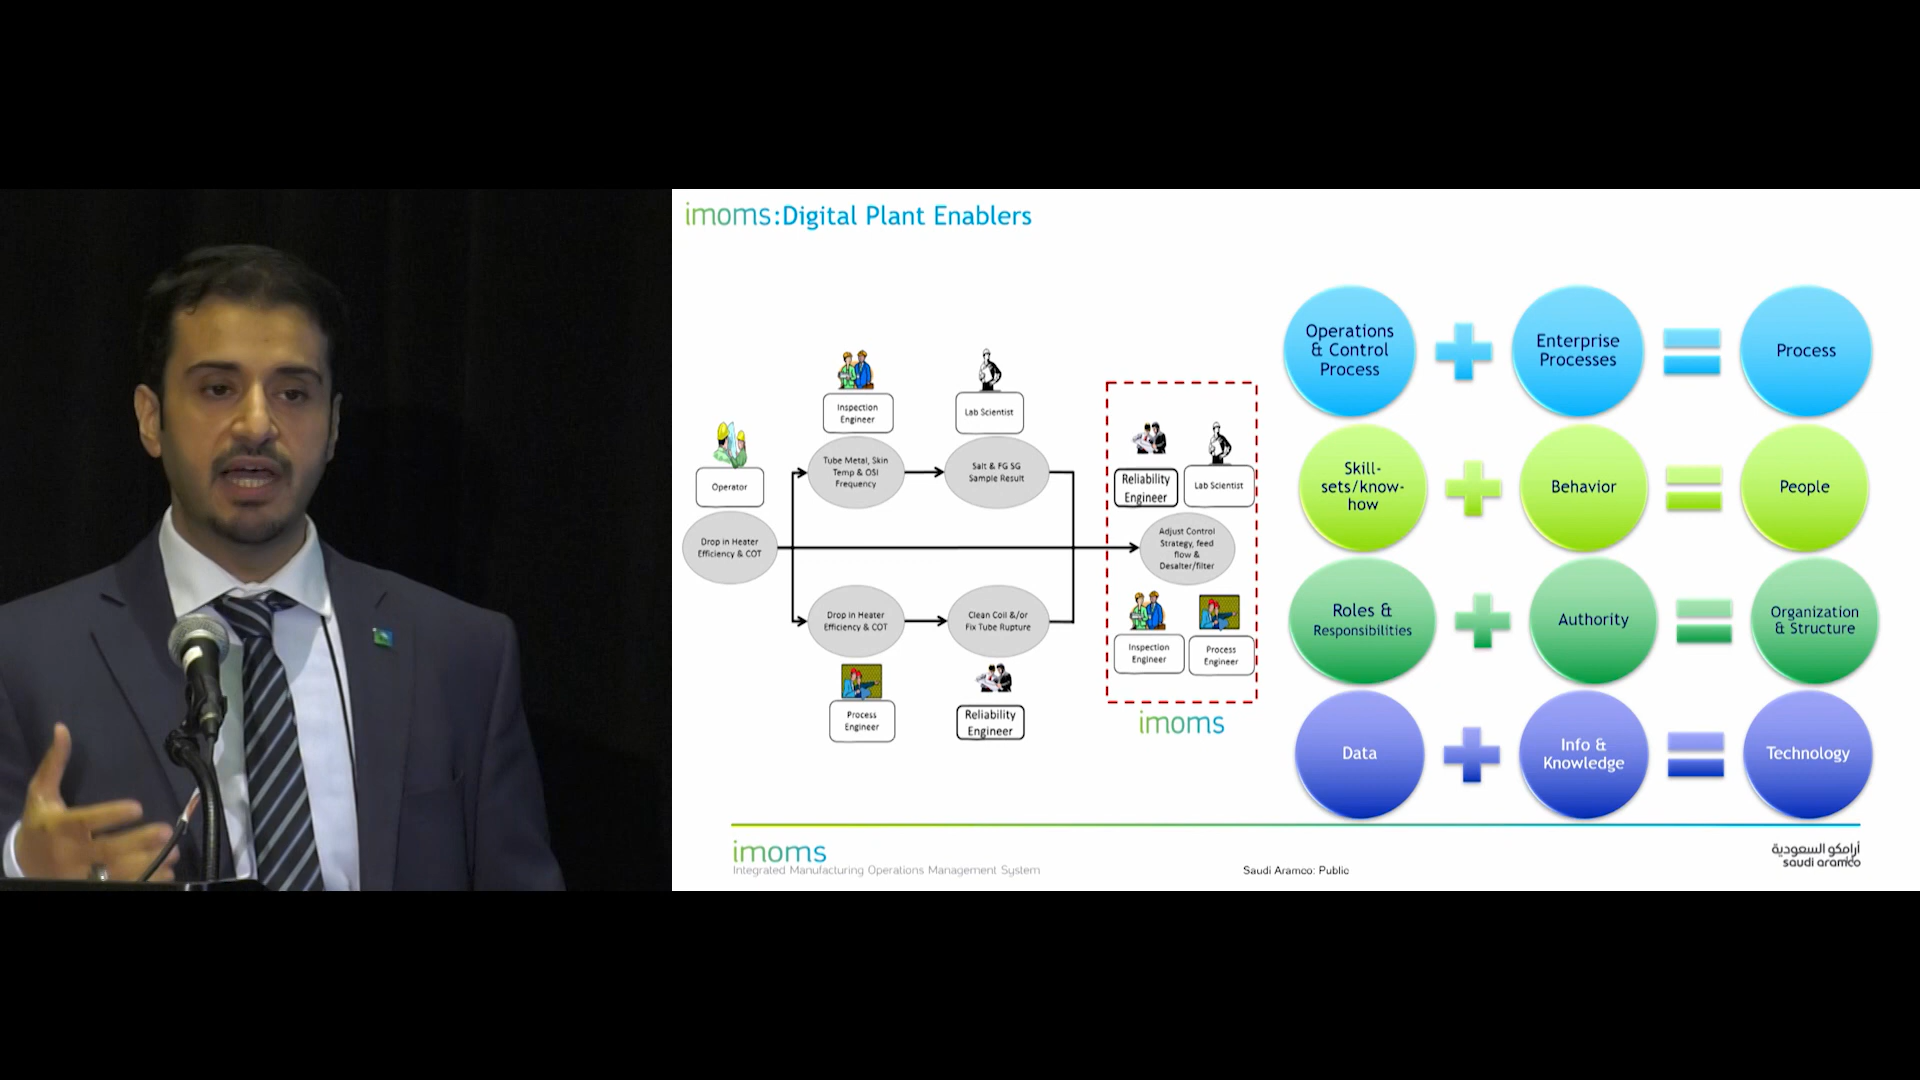 imoms:Digital Plant Enablers
Inspection
Engineer
Lab Scientist
Operator
Tube Metal, Skin
Temp & OSI
Frequency
Salt & FG SG
Sample Result
Drop in Heater
Efficiency & COT
Drop in Heater
Efficiency & COT
Clean Coil &/or
Fix Tube Rupture
Process
Engineer
Reliability
Engineer
Reliability
Engineer
Lab Scientist
Adjust Control
Strategy, feed
flow &
Desalter/filter
Inspection
Engineer
Process
Engineer
imoms
Operations
& Control
Process
Enterprise
Processes
Process
Skill-
sets/know-
how
Behavior
People
Roles &
Responsibilities
Authority
Organization
& Structure
Data
Info &
Knowledge
Technology
imoms
Integrated Manufacturing Operations Management System
Saudi Aramco: Public
أرامكو السعودية
saudi aramco